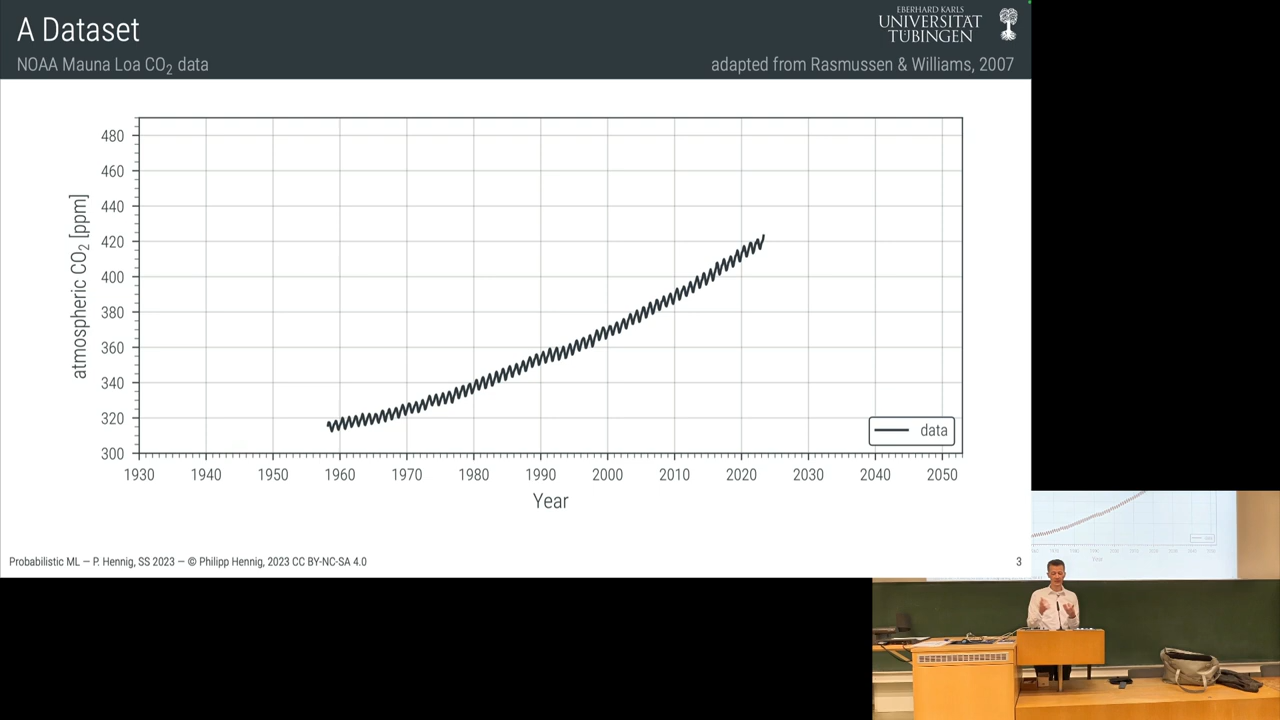 A Dataset
NOAA Mauna Loa CO₂ data
EBERHARD KARLS
UNIVERSITÄT
TÜBINGEN
adapted from Rasmussen & Williams, 2007
480
460
440
420
400
380
360
340
320
300
atmospheric CO₂ [ppm]
data
1930 1940 1950 1960 1970 1980 1990 2000 2010 2020 2030 2040 2050
Year
Probabilistic ML — P. Hennig, SS 2023 — © Philipp Hennig, 2023 CC BY-NC-SA 4.0
3